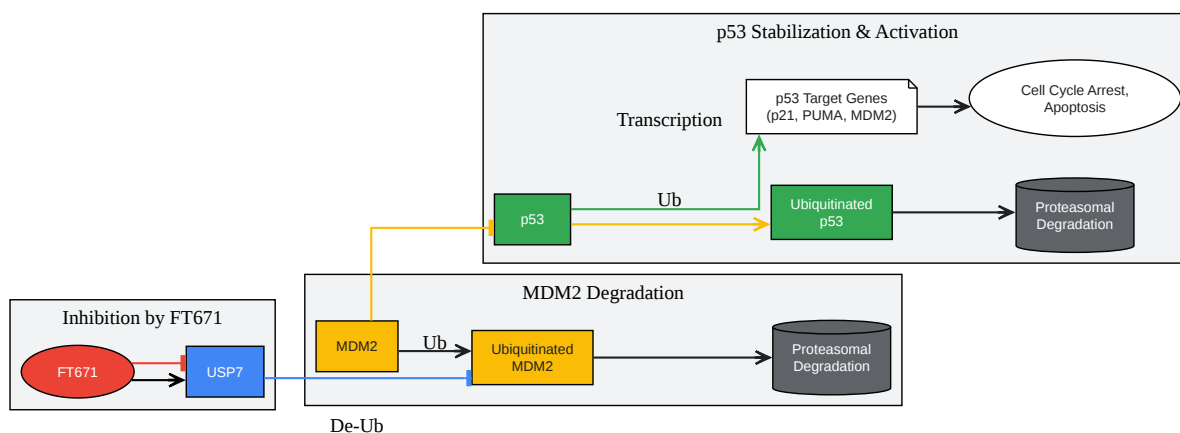 p53 Stabilization & Activation
p53 Target Genes
(p21, PUMA, MDM2)
Cell Cycle Arrest,
Apoptosis
Transcription
p53
Ub
Ubiquitinated
p53
Proteasomal
Degradation
MDM2 Degradation
MDM2
Ub
Ubiquitinated
MDM2
Proteasomal
Degradation
Inhibition by FT671
FT671
USP7
De-Ub